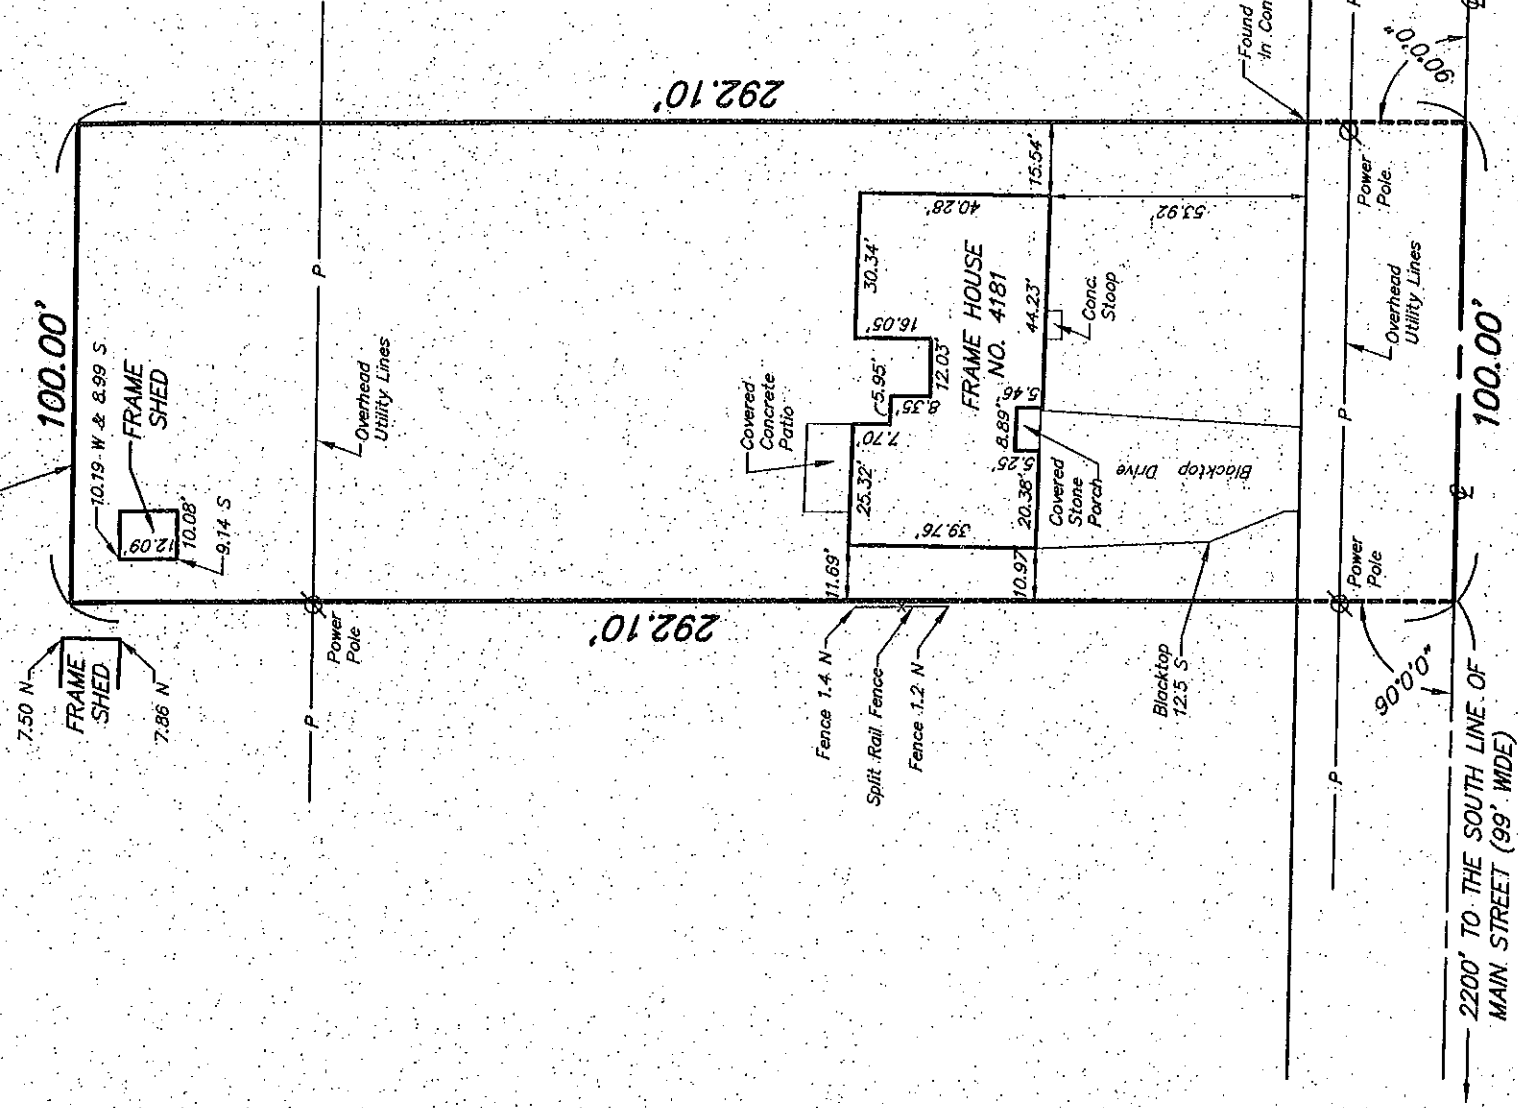 100.00'
10.19 W & 8.99 S
FRAME
SHED
12.09'
10.08'
9.14 S
7.50 N
FRAME
SHED
7.86 N
P
P
Overhead
Utility Lines
Power
Pole
292.10'
292.10'
Found
In Con
P
90°0'0"
Covered
Concrete
Patio
25.32'
7.70'
5.95'
8.35'
12.03'
16.05'
30.34'
40.28'
15.54'
FRAME HOUSE
NO. 4181
39.76'
11.69'
10.97'
20.38'
5.25'
8.89'
5.46'
44.23'
53.92'
Covered
Stone
Porch
Conc.
Stoop
Blacktop Drive
Fence 1.4 N
Split Rail Fence
Fence 1.2 N
Blacktop
12.5 S
Power
Pole
Power
Pole
Overhead
Utility Lines
P
P
90°0'0"
100.00'
2200' TO THE SOUTH LINE OF
MAIN STREET (99' WIDE)